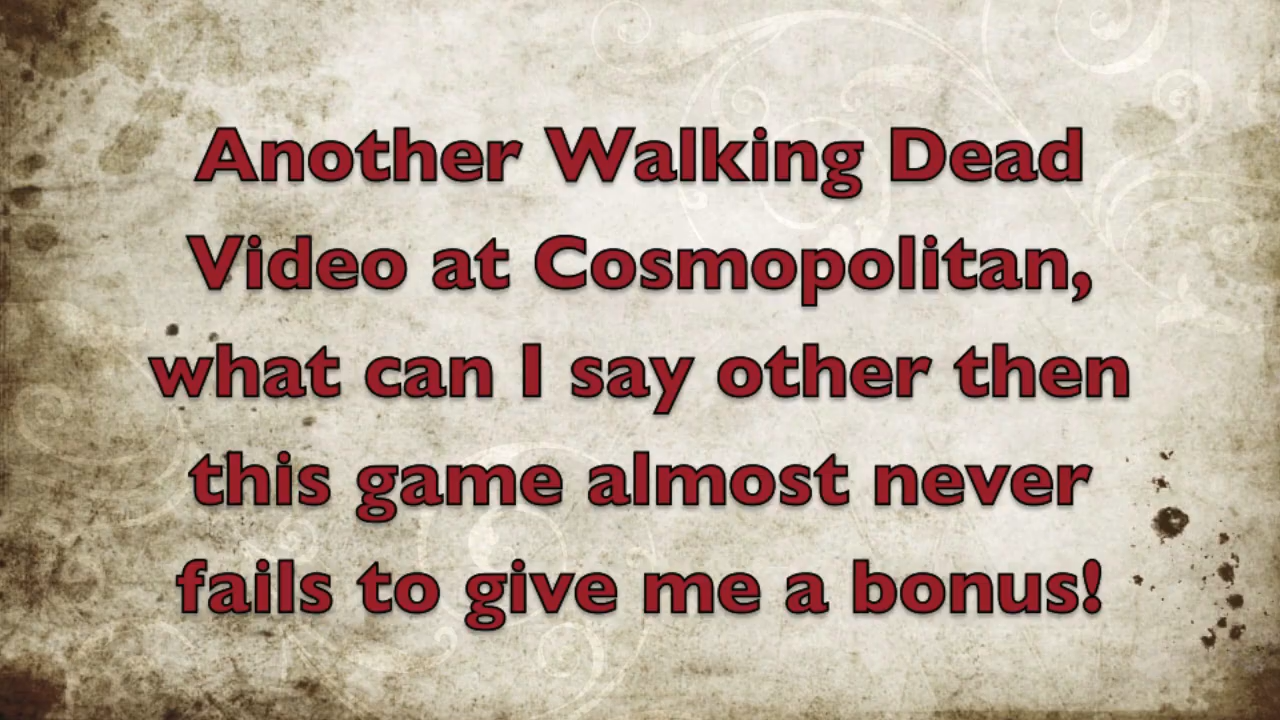 Another Walking Dead
Video at Cosmopolitan,
what can I say other then
this game almost never
fails to give me a bonus!